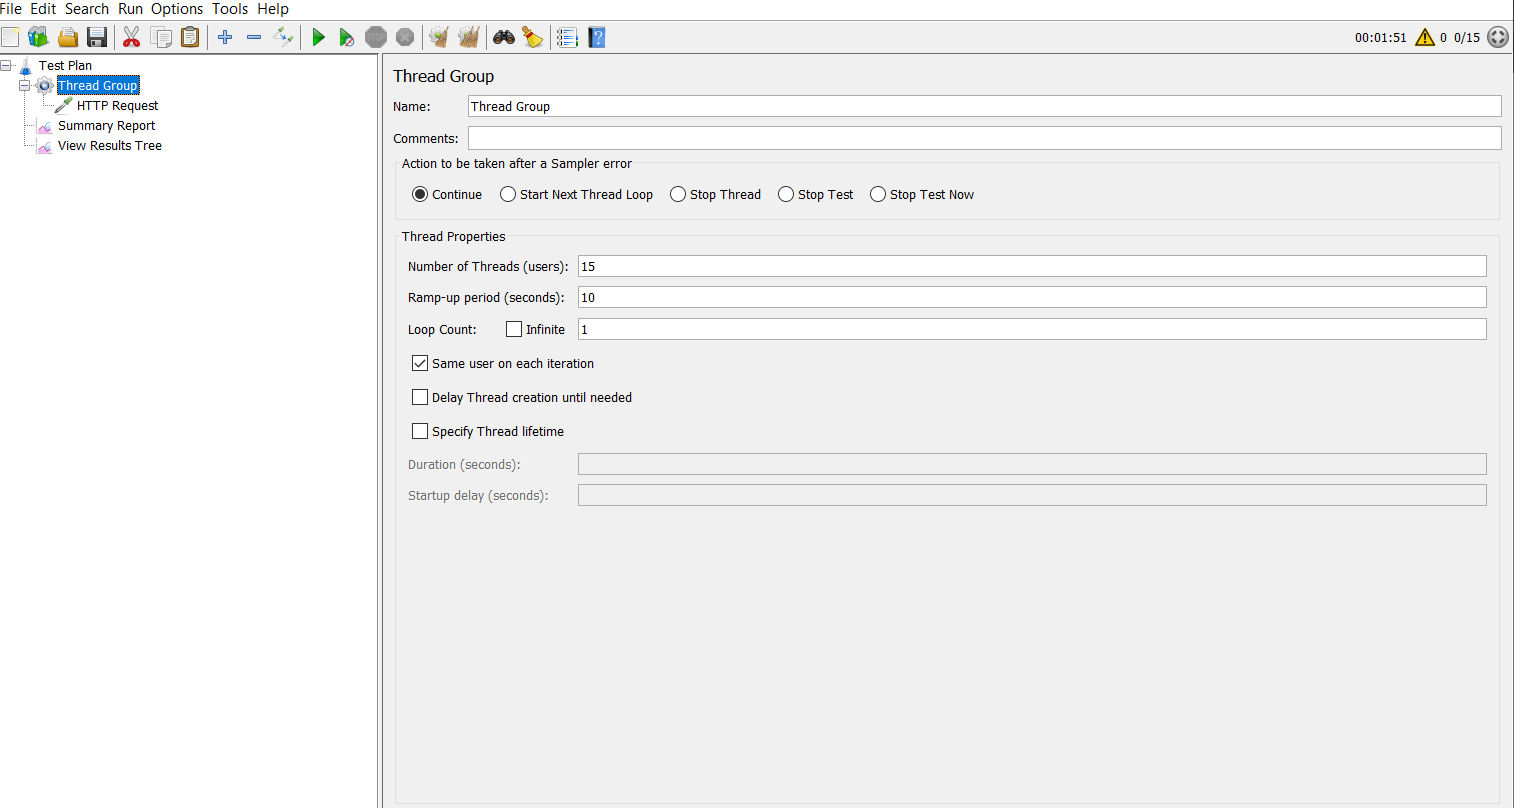 File Edit Search Run Options Tools Help
STOP
00:01:51 0 0/15
Test Plan
Thread Group
HTTP Request
Summary Report
View Results Tree
Thread Group
Name: Thread Group
Comments:
Action to be taken after a Sampler error
Continue Start Next Thread Loop Stop Thread Stop Test Stop Test Now
Thread Properties
Number of Threads (users): 15
Ramp-up period (seconds): 10
Loop Count: Infinite 1
Same user on each iteration
Delay Thread creation until needed
Specify Thread lifetime
Duration (seconds):
Startup delay (seconds):